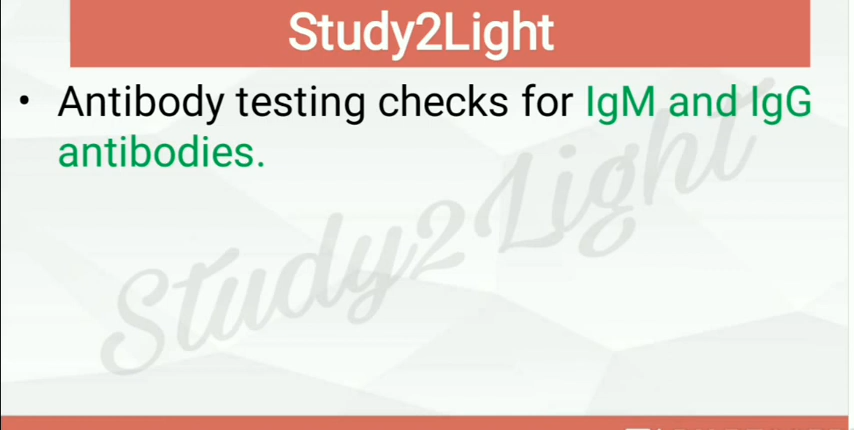 Study2Light
• Antibody testing checks for IgM and IgG
antibodies.
Study2Light